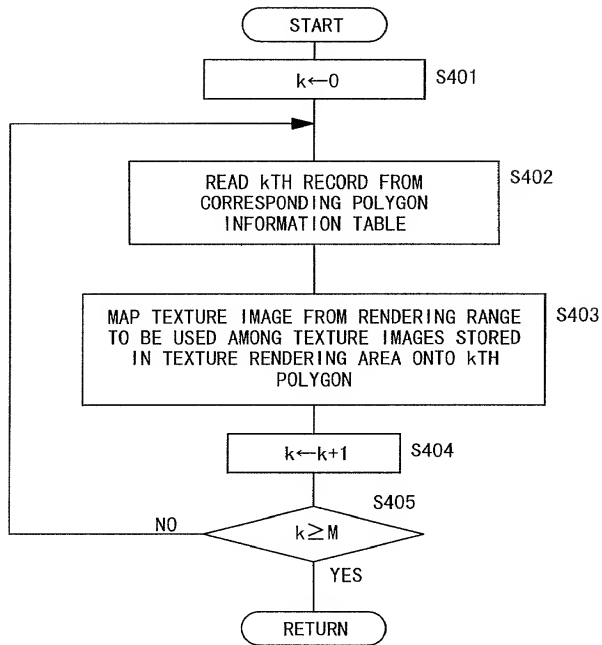 START
k←0
S401
READ kTH RECORD FROM
CORRESPONDING POLYGON
INFORMATION TABLE
S402
MAP TEXTURE IMAGE FROM RENDERING RANGE
TO BE USED AMONG TEXTURE IMAGES STORED
IN TEXTURE RENDERING AREA ONTO kTH
POLYGON
S403
k←k+1
S404
S405
k≧M
NO
YES
RETURN